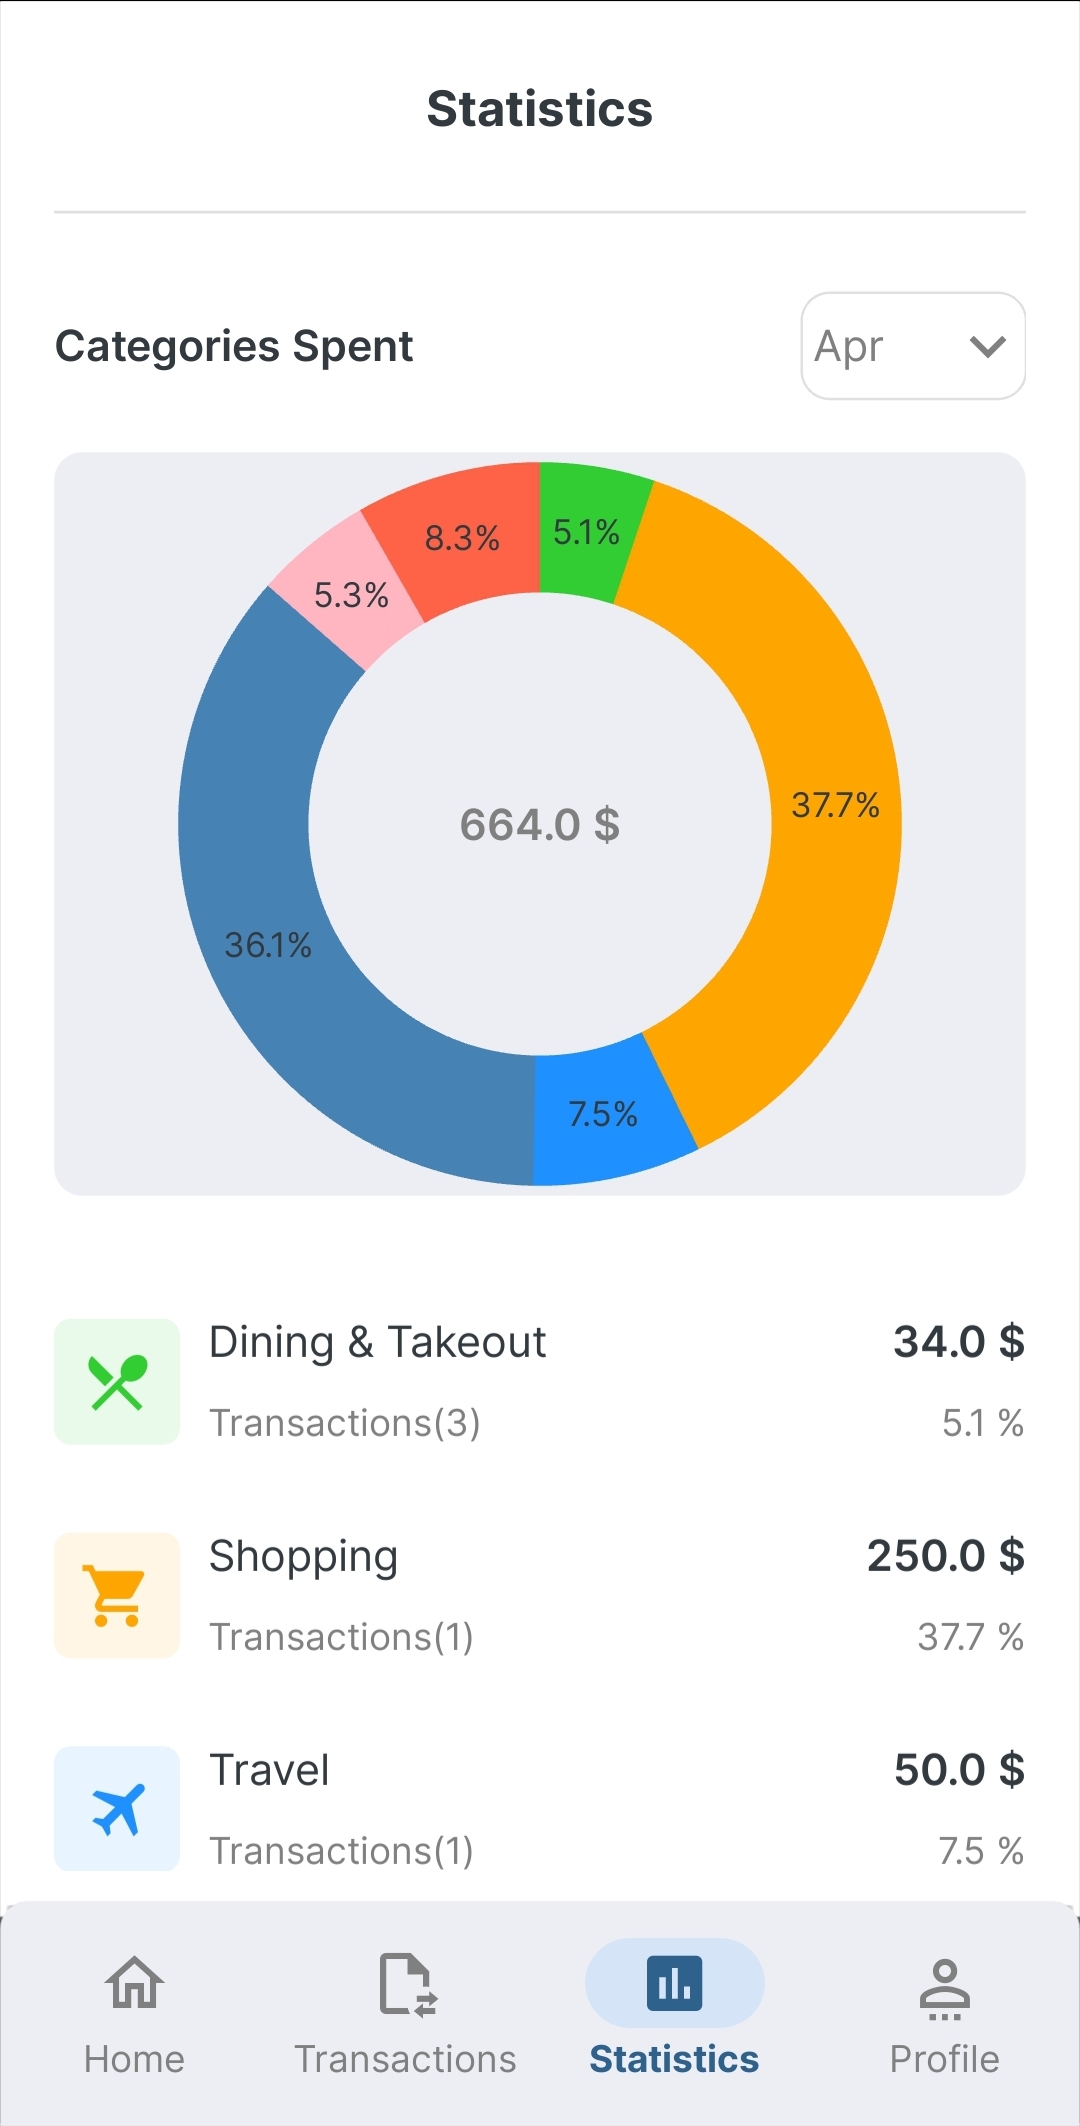 Statistics
Categories Spent
Apr
8.3%
5.1%
5.3%
37.7%
664.0 $
36.1%
7.5%
Dining & Takeout
34.0 $
Transactions(3)
5.1 %
Shopping
250.0 $
Transactions(1)
37.7 %
Travel
50.0 $
Transactions(1)
7.5 %
Home
Transactions
Statistics
Profile